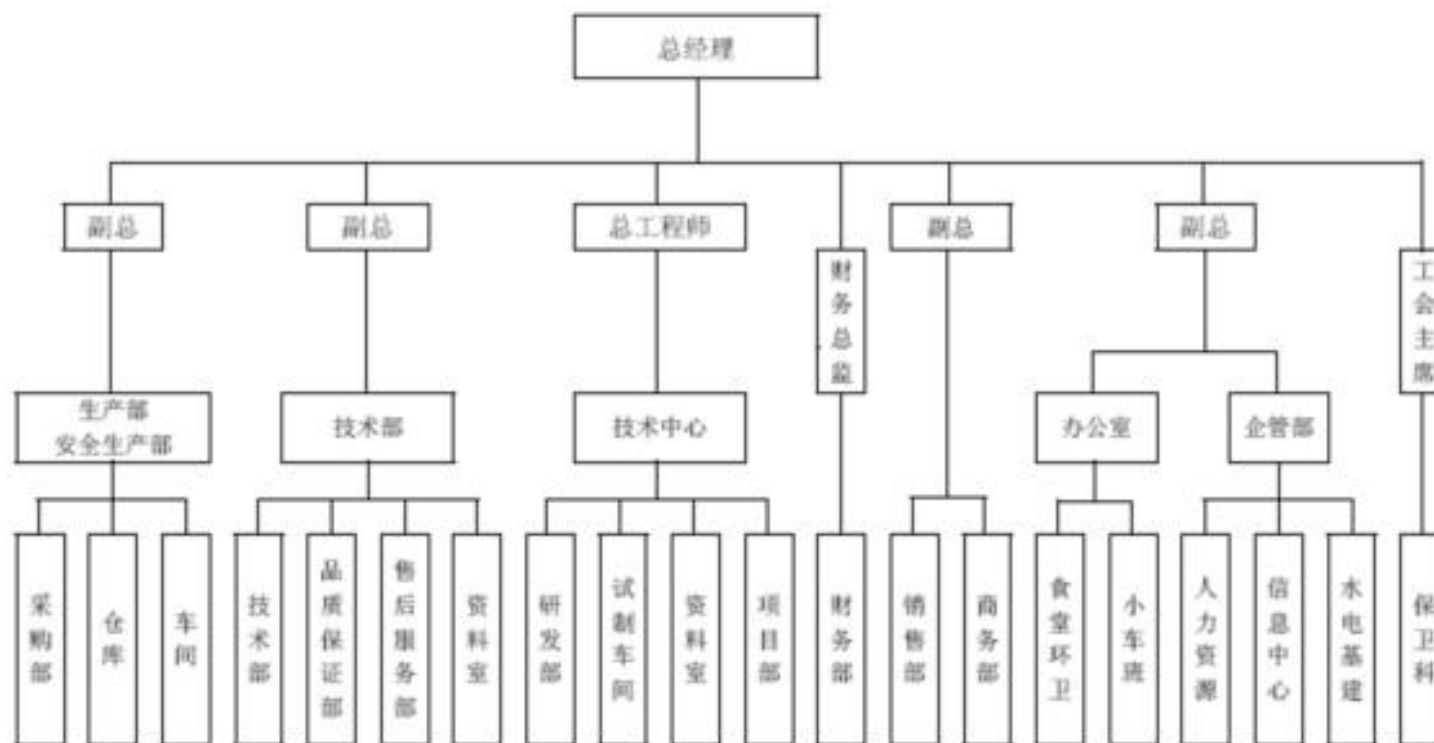 总经理
副总
副总
总工程师
财务总监
副总
副总
工会主席
生产部
安全生产部
技术部
技术中心
办公室
企管部
采购部
仓库
车间
技术部
品质保证部
售后服务部
资料室
研发部
试制车间
资料室
项目部
财务部
销售部
商务部
食堂环卫
小车班
人力资源
信息中心
水电基建
保卫科